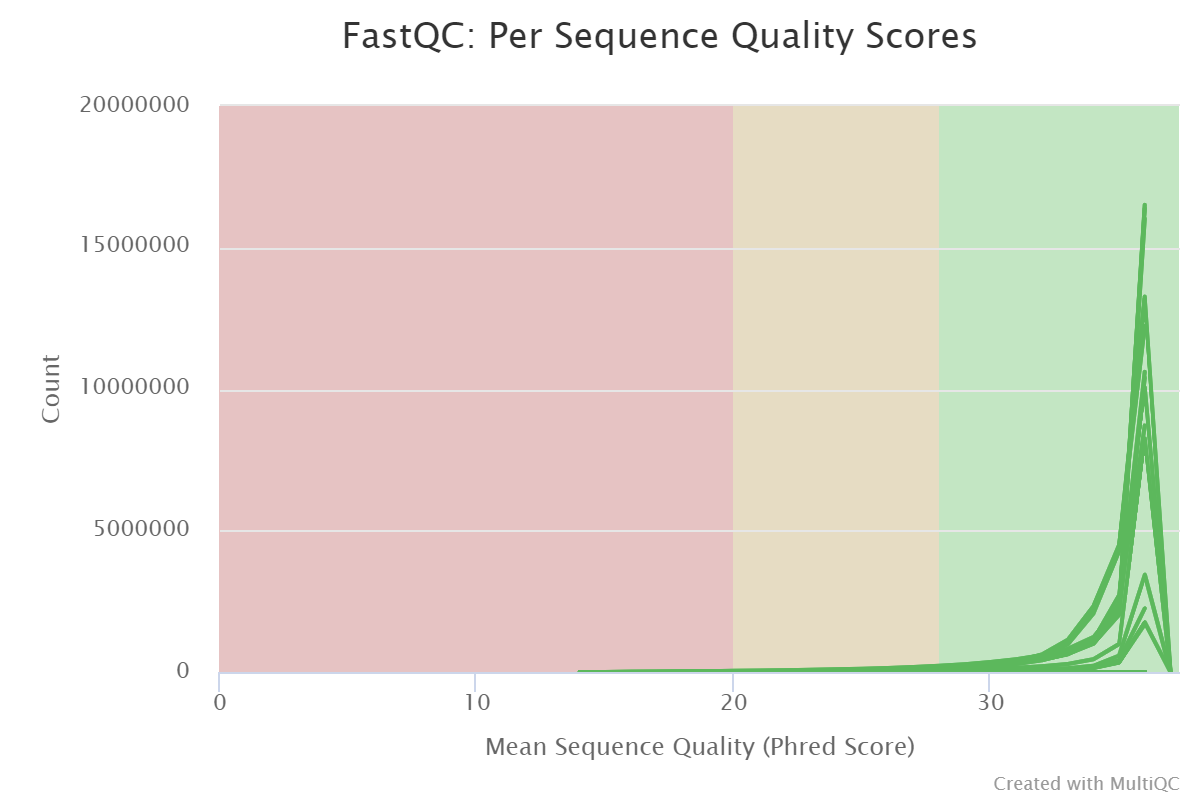 FastQC: Per Sequence Quality Scores
20000000
15000000
10000000
5000000
0
Count
0 10 20 30
Mean Sequence Quality (Phred Score)
Created with MultiQC